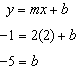 y = mx + b
−1 = 2(2) + b
−5 = b